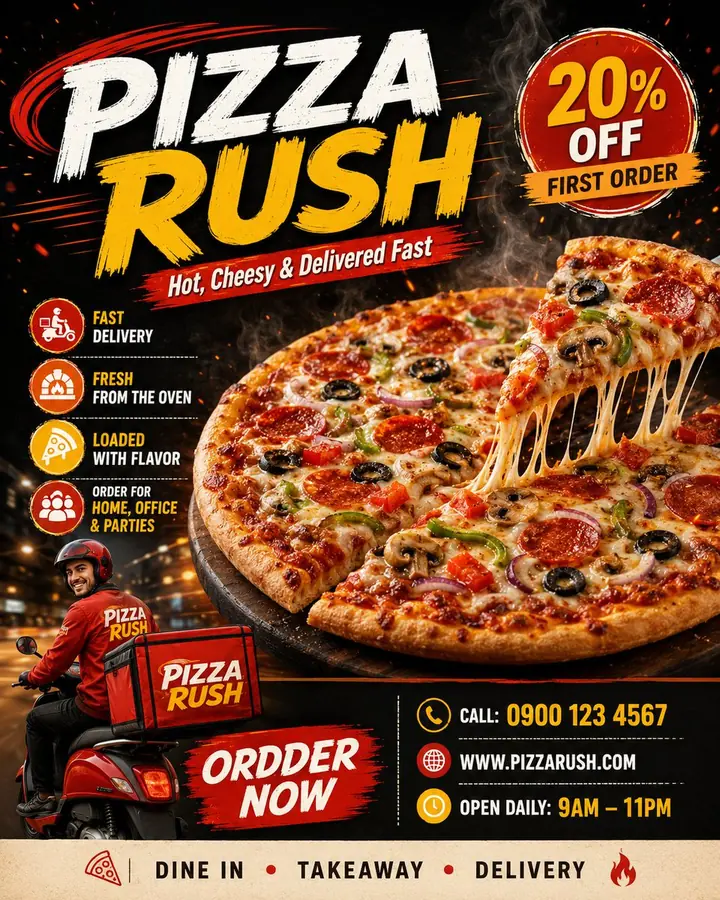 PIZZA
RUSH
Hot, Cheesy & Delivered Fast
20%
OFF
FIRST ORDER
FAST
DELIVERY
FRESH
FROM THE OVEN
LOADED
WITH FLAVOR
ORDER FOR
HOME, OFFICE
& PARTIES
PIZZA
RUSH
PIZZA
RUSH
ORDDER
NOW
CALL: 0900 123 4567
WWW.PIZZARUSH.COM
OPEN DAILY: 9AM – 11PM
DINE IN • TAKEAWAY • DELIVERY